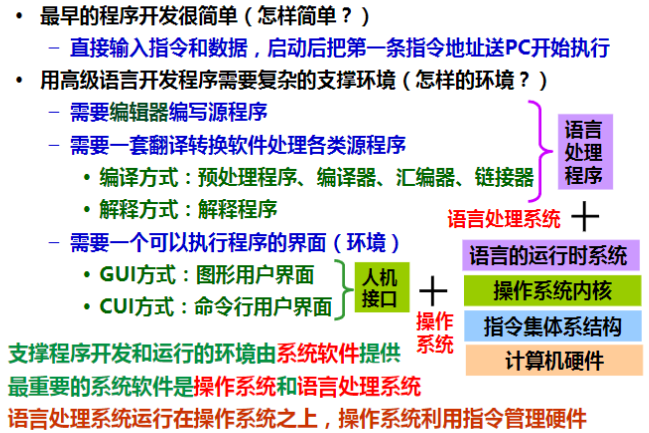 • 最早的程序开发很简单（怎样简单？）
– 直接输入指令和数据，启动后把第一条指令地址送PC开始执行
• 用高级语言开发程序需要复杂的支撑环境（怎样的环境？）
– 需要编辑器编写源程序
– 需要一套翻译转换软件处理各类源程序
• 编译方式：预处理程序、编译器、汇编器、链接器
• 解释方式：解释程序
语言
处理
程序
语言处理系统 +
– 需要一个可以执行程序的界面（环境）
• GUI方式：图形用户界面
• CUI方式：命令行用户界面
人机
接口
+
操作
系统
语言的运行时系统
操作系统内核
指令集体系结构
计算机硬件
支撑程序开发和运行的环境由系统软件提供
最重要的系统软件是操作系统和语言处理系统
语言处理系统运行在操作系统之上，操作系统利用指令管理硬件